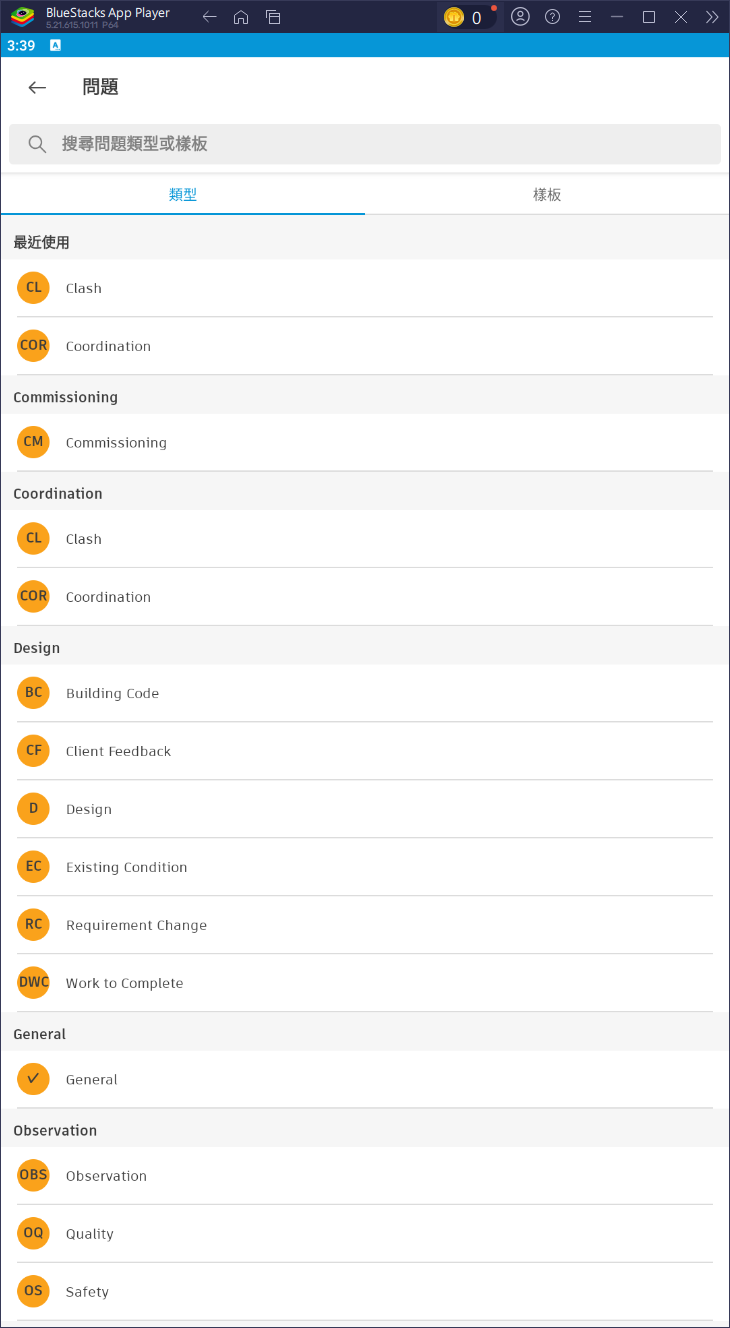 BlueStacks App Player
5.21.615.1011 P64
0
3:39
A
問題
搜尋問題類型或樣板
類型
樣板
最近使用
CL Clash
COR Coordination
Commissioning
CM Commissioning
Coordination
CL Clash
COR Coordination
Design
BC Building Code
CF Client Feedback
D Design
EC Existing Condition
RC Requirement Change
DWC Work to Complete
General
General
Observation
OBS Observation
OQ Quality
OS Safety